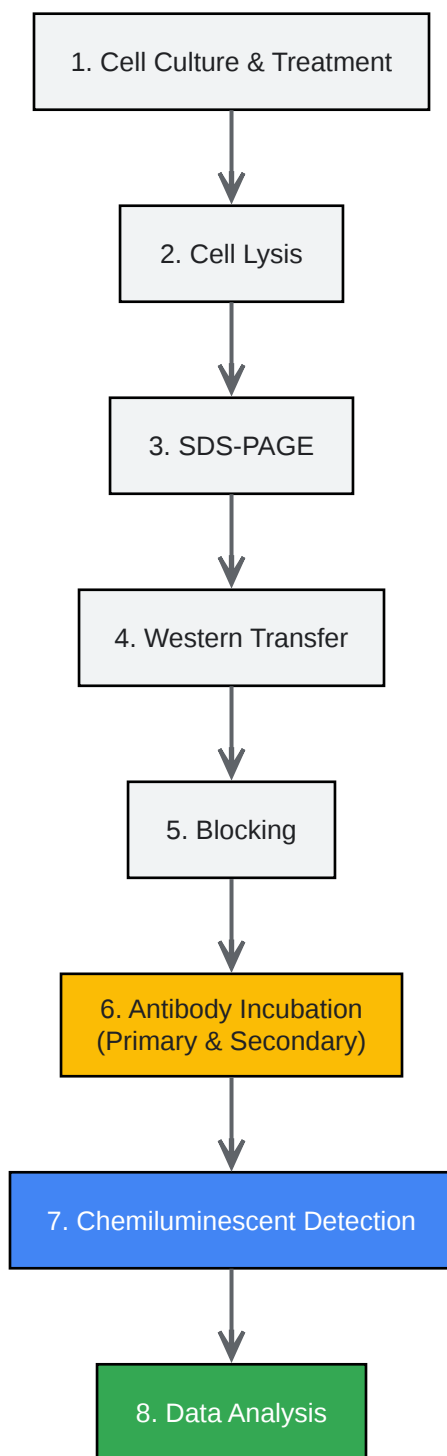 1. Cell Culture & Treatment
2. Cell Lysis
3. SDS-PAGE
4. Western Transfer
5. Blocking
6. Antibody Incubation
(Primary & Secondary)
7. Chemiluminescent Detection
8. Data Analysis